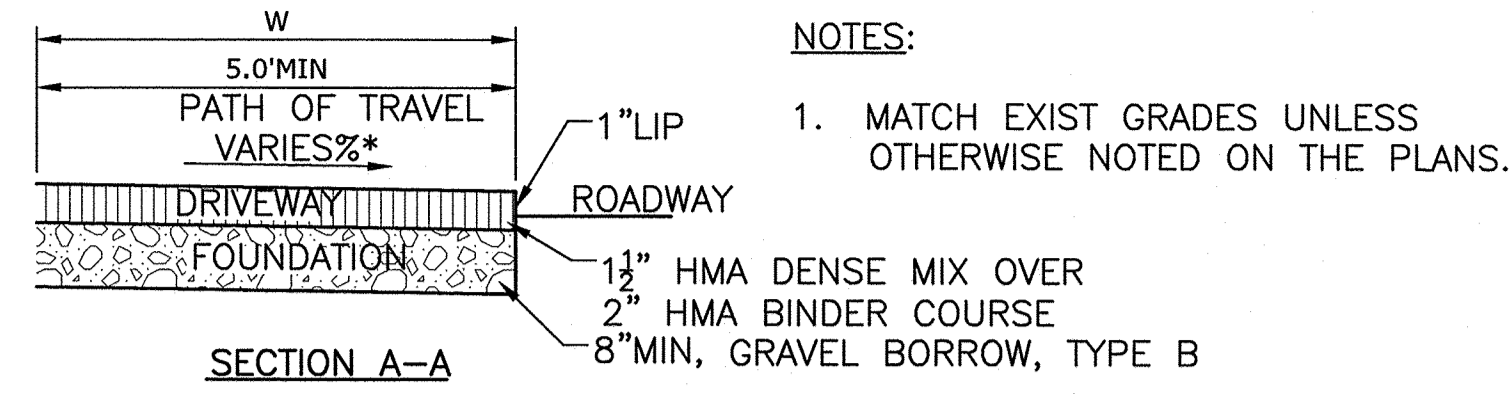 W
5.0'MIN
PATH OF TRAVEL
VARIES%*
1"LIP
DRIVEWAY
ROADWAY
FOUNDATION
1½" HMA DENSE MIX OVER
2" HMA BINDER COURSE
8"MIN, GRAVEL BORROW, TYPE B
SECTION A-A
NOTES:
1. MATCH EXIST GRADES UNLESS
OTHERWISE NOTED ON THE PLANS.